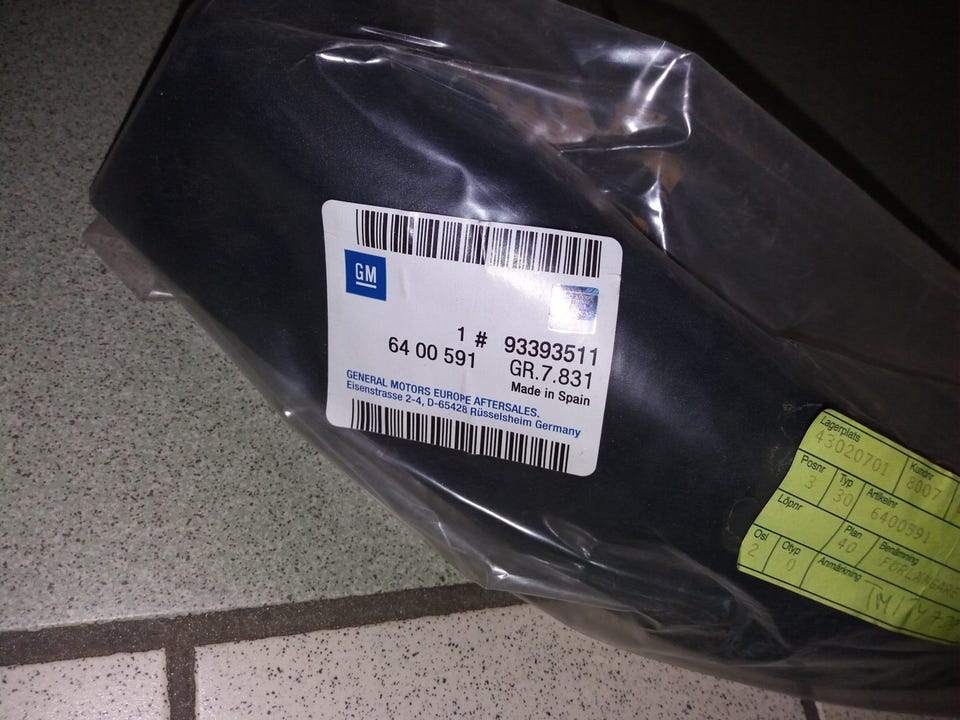 GM
1 # 93393511
64 00 591 GR.7.831
Made in Spain
GENERAL MOTORS EUROPE AFTERSALES.
Eisenstrasse 2-4, D-65428 Rüsselsheim Germany
Lagerplats Kundnr
43020701 8007
Posnr Typ Artikelnr
3 30 6400591
Löpnr Plan Benämning
40
Osl Otyp Anmärkning
2 0